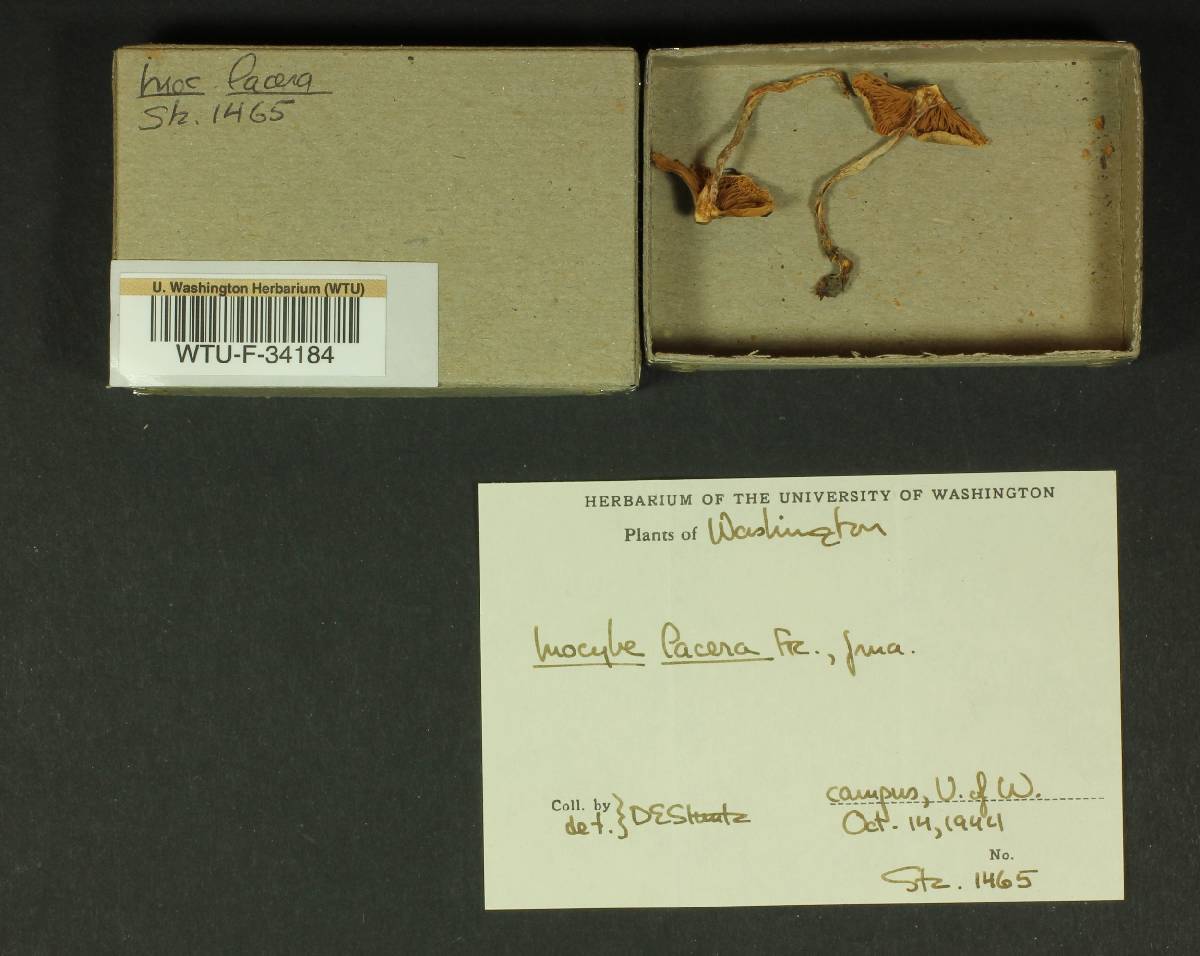 Inoc. lacera
Stz. 1465
U. Washington Herbarium (WTU)
WTU-F-34184
HERBARIUM OF THE UNIVERSITY OF WASHINGTON
Plants of Washington
Inocybe lacera Fr., fma.
Coll. by
det. } DEStuntz
campus, U. of W.
Oct. 14, 1944
No.
Stz. 1465